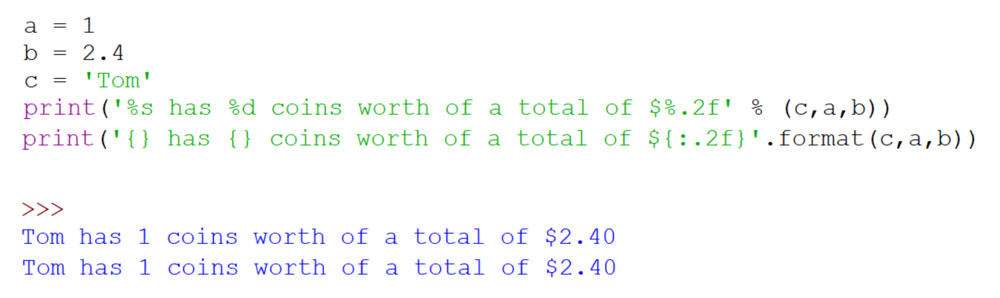 a = 1
b = 2.4
c = 'Tom'
print('%s has %d coins worth of a total of $%.2f' % (c,a,b))
print('{} has {} coins worth of a total of ${:.2f}'.format(c,a,b))
>>>
Tom has 1 coins worth of a total of $2.40
Tom has 1 coins worth of a total of $2.40